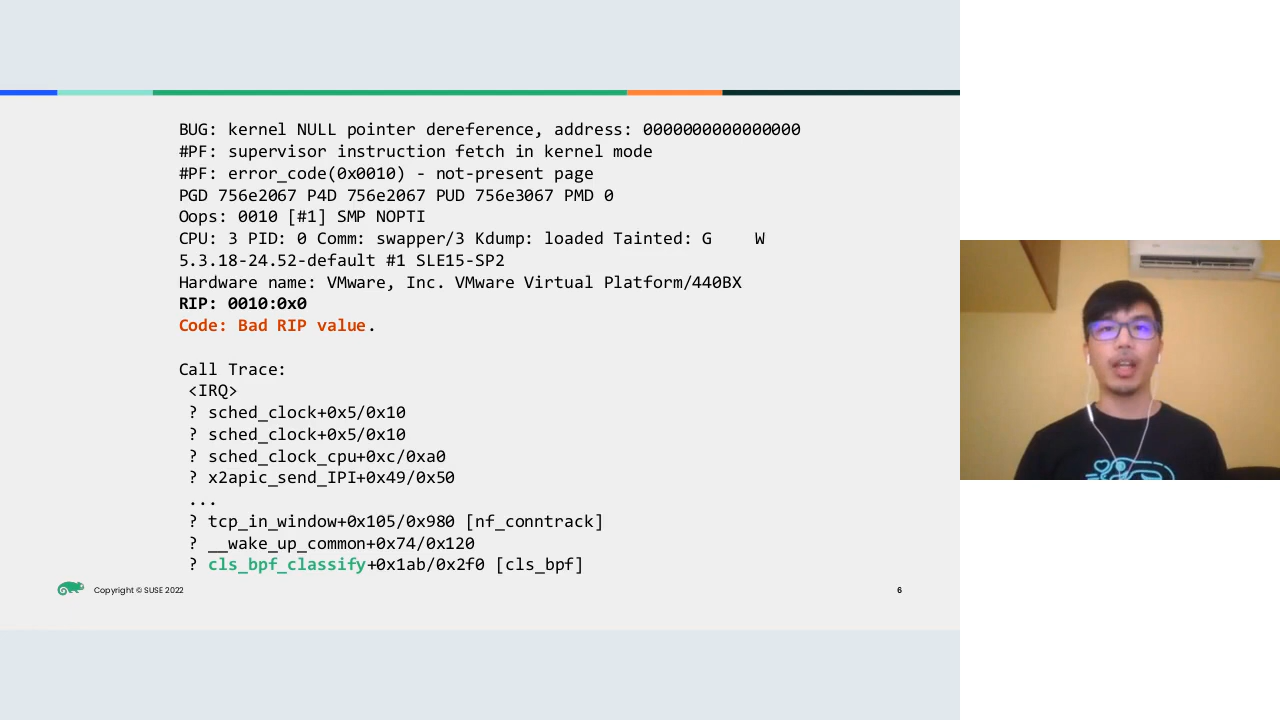 BUG: kernel NULL pointer dereference, address: 0000000000000000
#PF: supervisor instruction fetch in kernel mode
#PF: error_code(0x0010) - not-present page
PGD 756e2067 P4D 756e2067 PUD 756e3067 PMD 0
Oops: 0010 [#1] SMP NOPTI
CPU: 3 PID: 0 Comm: swapper/3 Kdump: loaded Tainted: G    W
5.3.18-24.52-default #1 SLE15-SP2
Hardware name: VMware, Inc. VMware Virtual Platform/440BX
RIP: 0010:0x0
Code: Bad RIP value.
Call Trace:
<IRQ>
? sched_clock+0x5/0x10
? sched_clock+0x5/0x10
? sched_clock_cpu+0xc/0xa0
? x2apic_send_IPI+0x49/0x50
...
? tcp_in_window+0x105/0x980 [nf_conntrack]
? __wake_up_common+0x74/0x120
? cls_bpf_classify+0x1ab/0x2f0 [cls_bpf]
Copyright © SUSE 2022
6